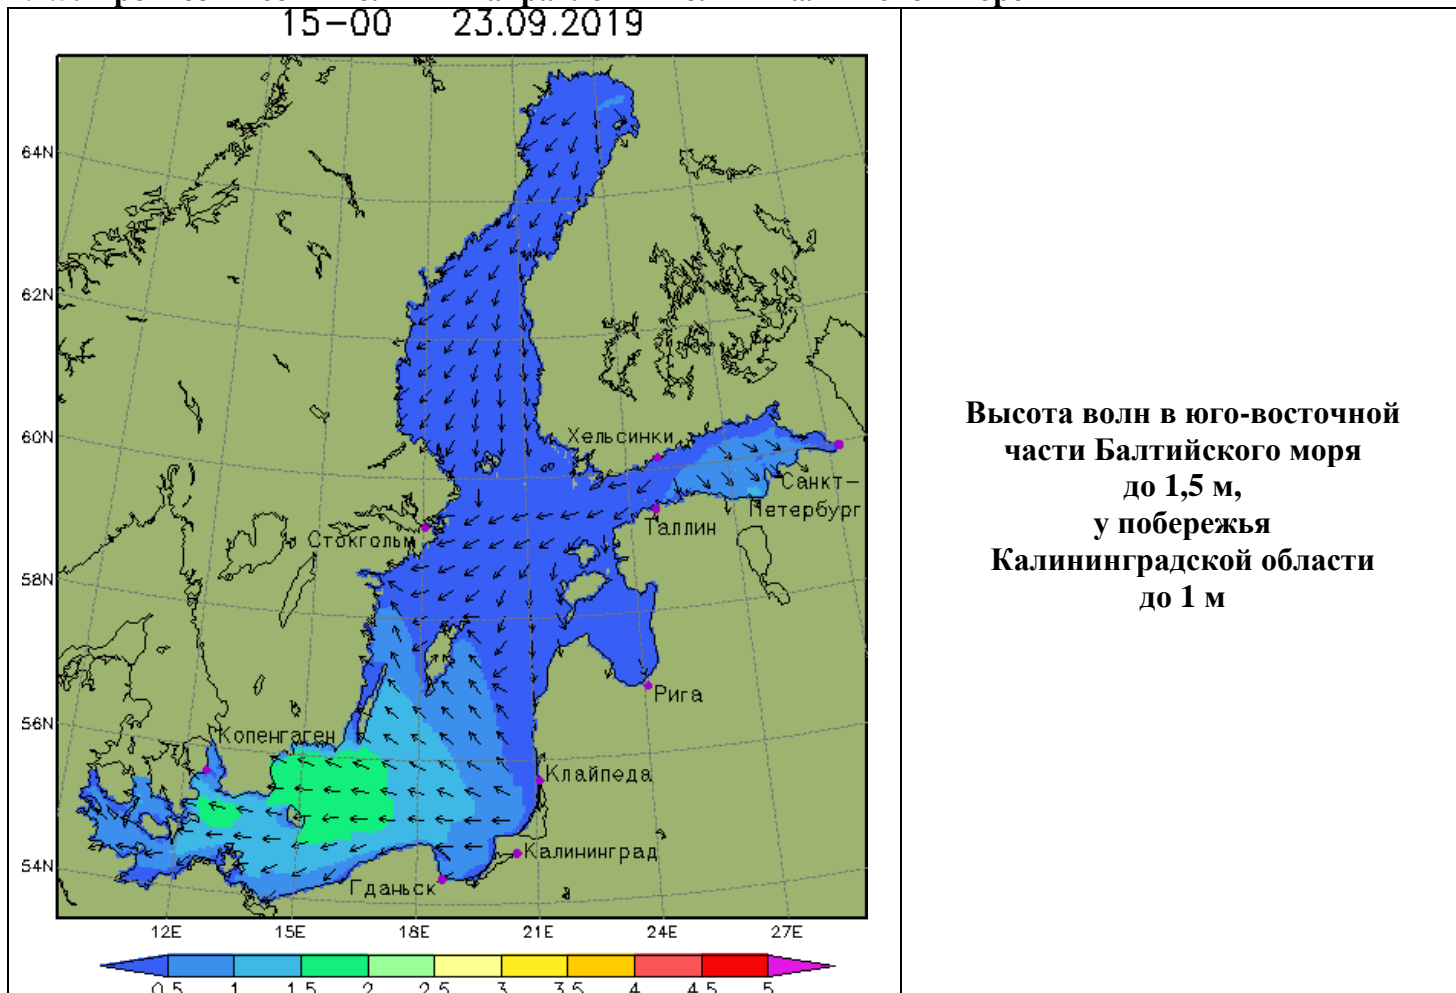 15-00 23.09.2019
64N
62N
60N
58N
56N
54N
Хельсинки
Санкт-
Петербург
Таллин
Стокгольм
Рига
Копенгаген
Клайпеда
Калининград
Гданьск
12E 15E 18E 21E 24E 27E
0.5 1 1.5 2 2.5 3 3.5 4 4.5 5
Высота волн в юго-восточной
части Балтийского моря
до 1,5 м,
у побережья
Калининградской области
до 1 м